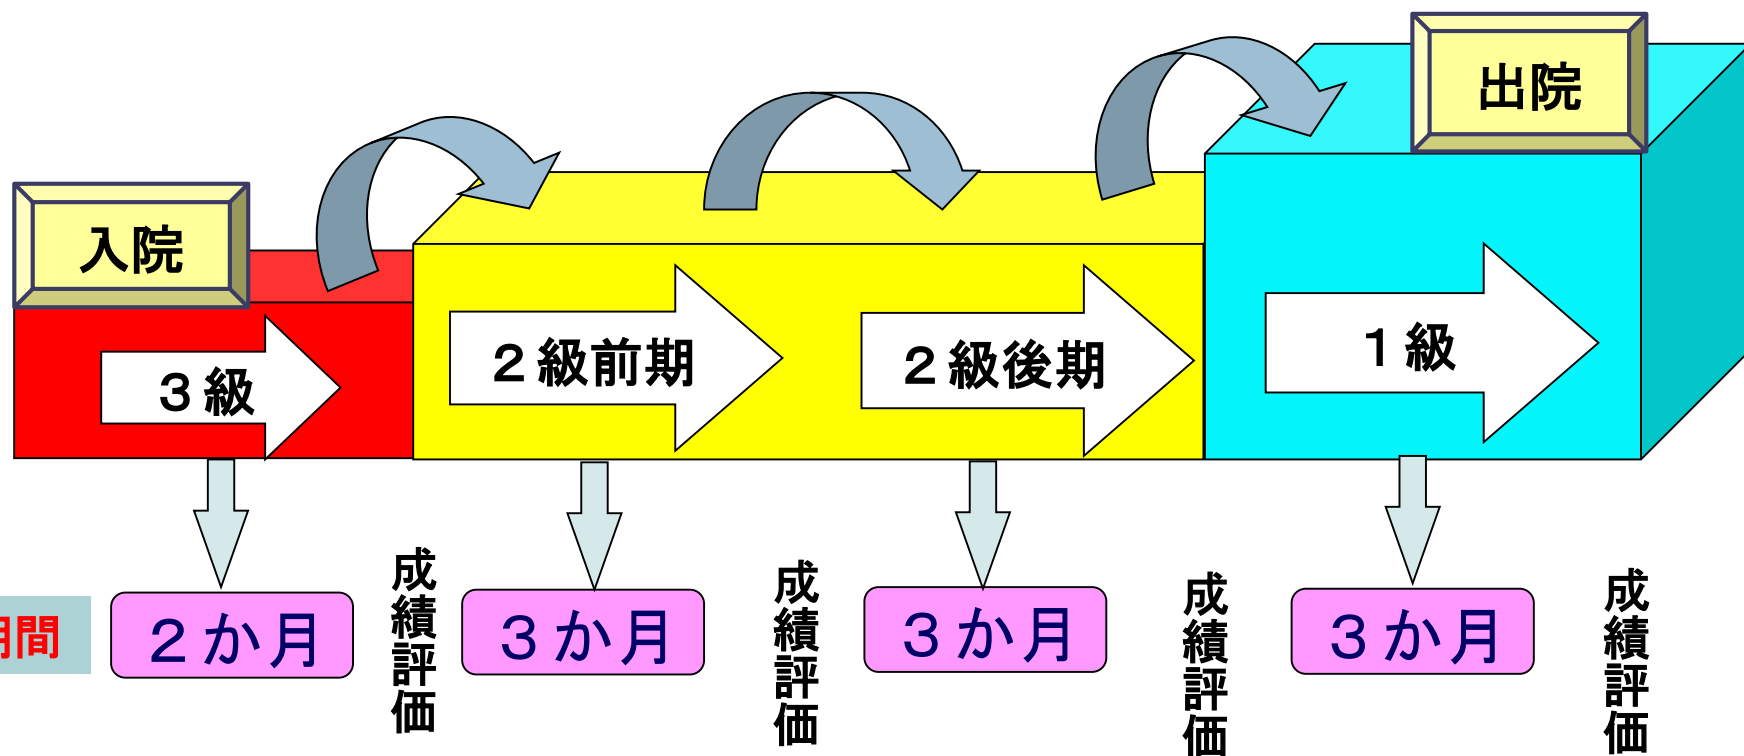 出院
入院
3級
2級前期
2級後期
1級
期間
2か月
成績評価
3か月
成績評価
3か月
成績評価
3か月
成績評価